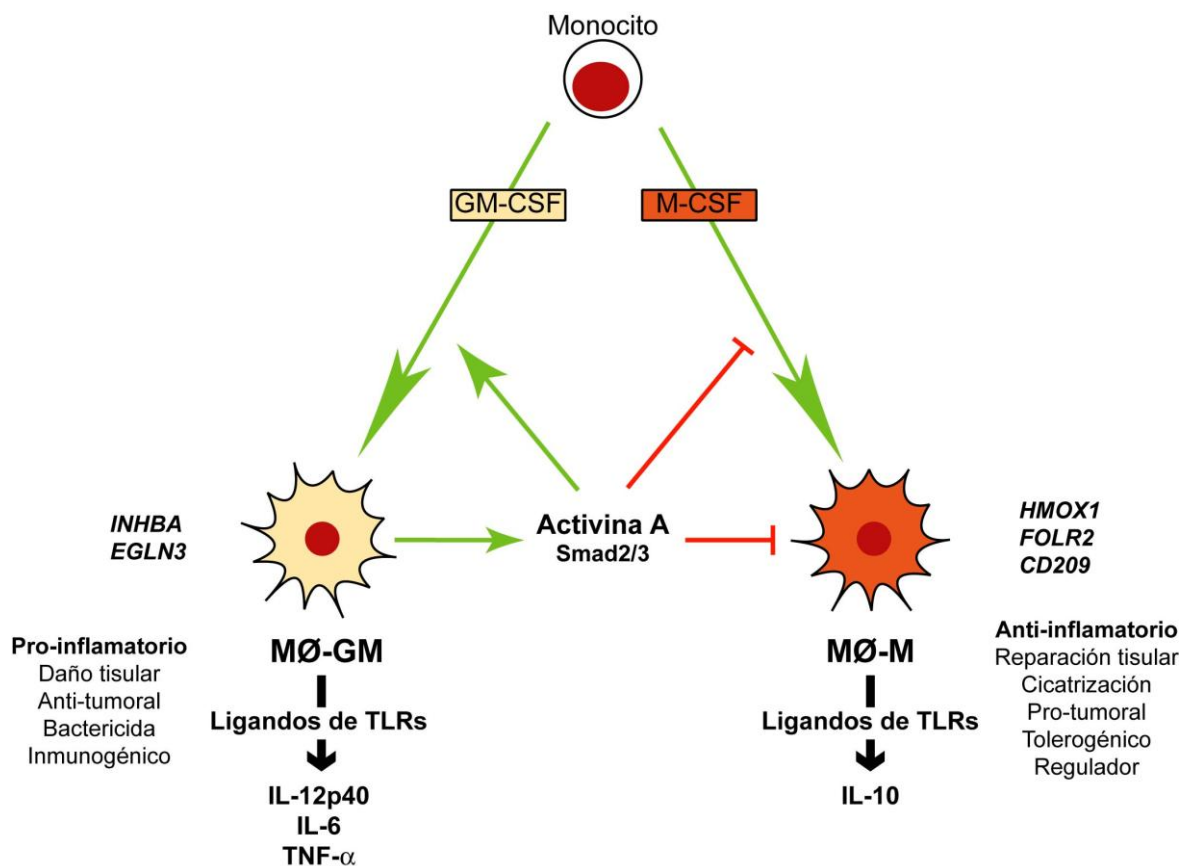 Monocito
GM-CSF
M-CSF
INHBA
EGLN3
Activina A
Smad2/3
HMOX1
FOLR2
CD209
Pro-inflamatorio
Daño tisular
Anti-tumoral
Bactericida
Inmunogénico
MØ-GM
Ligandos de TLRs
IL-12p40
IL-6
TNF-α
MØ-M
Ligandos de TLRs
IL-10
Anti-inflamatorio
Reparación tisular
Cicatrización
Pro-tumoral
Tolerogénico
Regulador